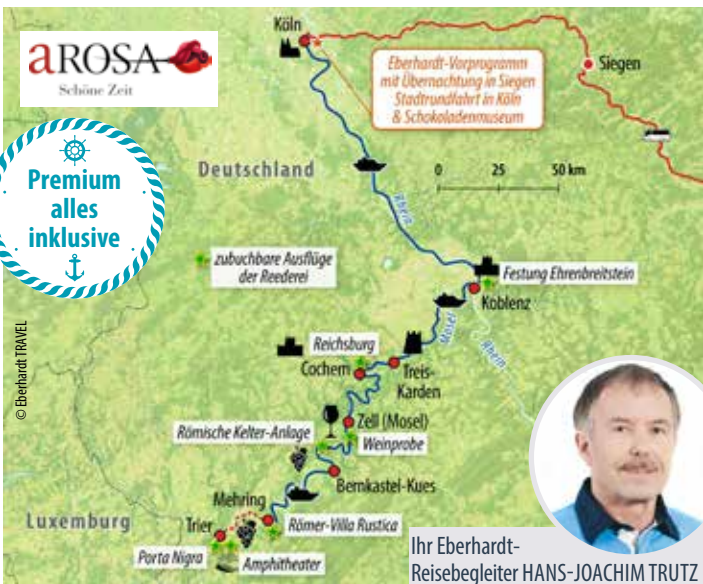 aROSA
Schöne Zeit
Premium
alles
inklusive
© Eberhardt TRAVEL
Köln
Siegen
Eberhardt-Vorprogramm
mit Übernachtung in Siegen
Stadtrundfahrt in Köln
& Schokoladenmuseum
Deutschland
0 25 50 km
Rhein
zubuchbare Ausflüge
der Reederei
Festung Ehrenbreitstein
Koblenz
Mosel
Rhein
Reichsburg
Cochem
Treis-
Karden
Zell (Mosel)
Römische Kelter-Anlage
Weinprobe
Bernkastel-Kues
Mehring
Luxemburg
Trier
Römer-Villa Rustica
Porta Nigra
Amphitheater
Ihr Eberhardt-
Reisebegleiter HANS-JOACHIM TRUTZ